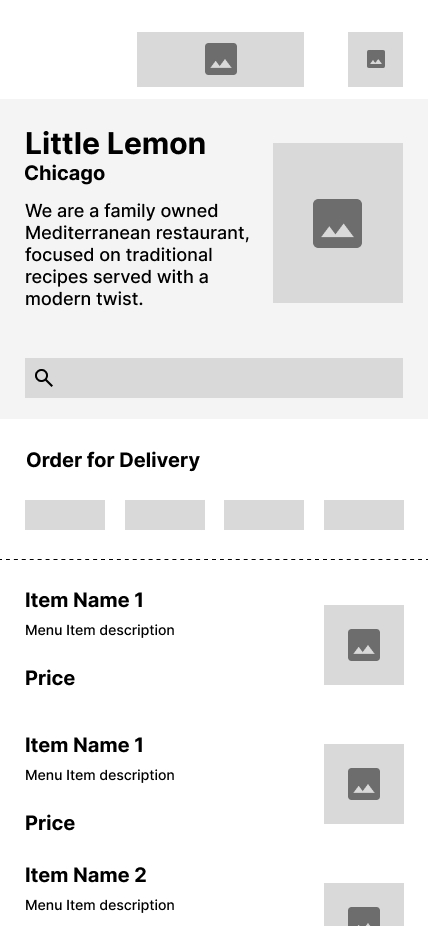 Little Lemon
Chicago
We are a family owned
Mediterranean restaurant,
focused on traditional
recipes served with a
modern twist.
Order for Delivery
Item Name 1
Menu Item description
Price
Item Name 1
Menu Item description
Price
Item Name 2
Menu Item description